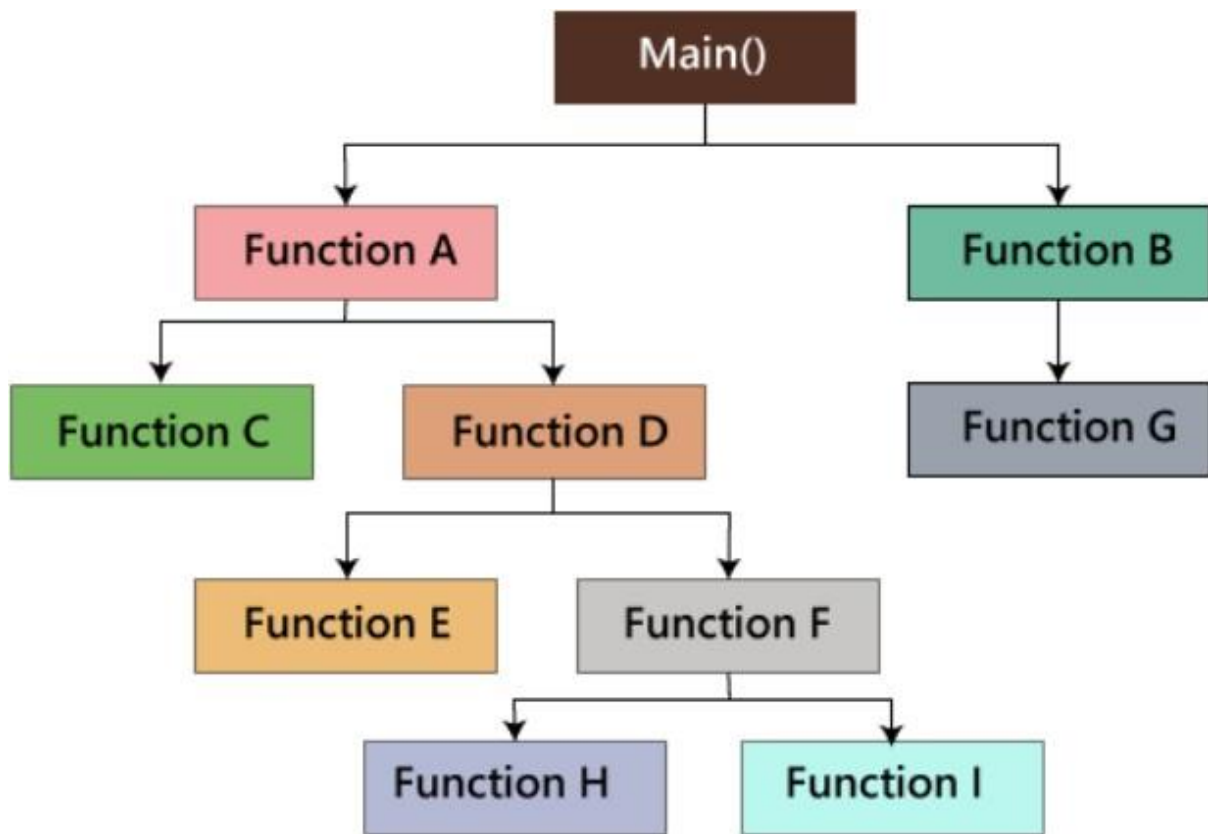 Main()
Function A
Function B
Function C
Function D
Function G
Function E
Function F
Function H
Function I